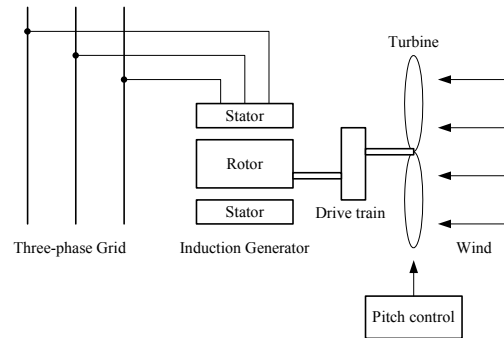 Turbine
Stator
Rotor
Stator
Drive train
Three-phase Grid
Induction Generator
Wind
Pitch control